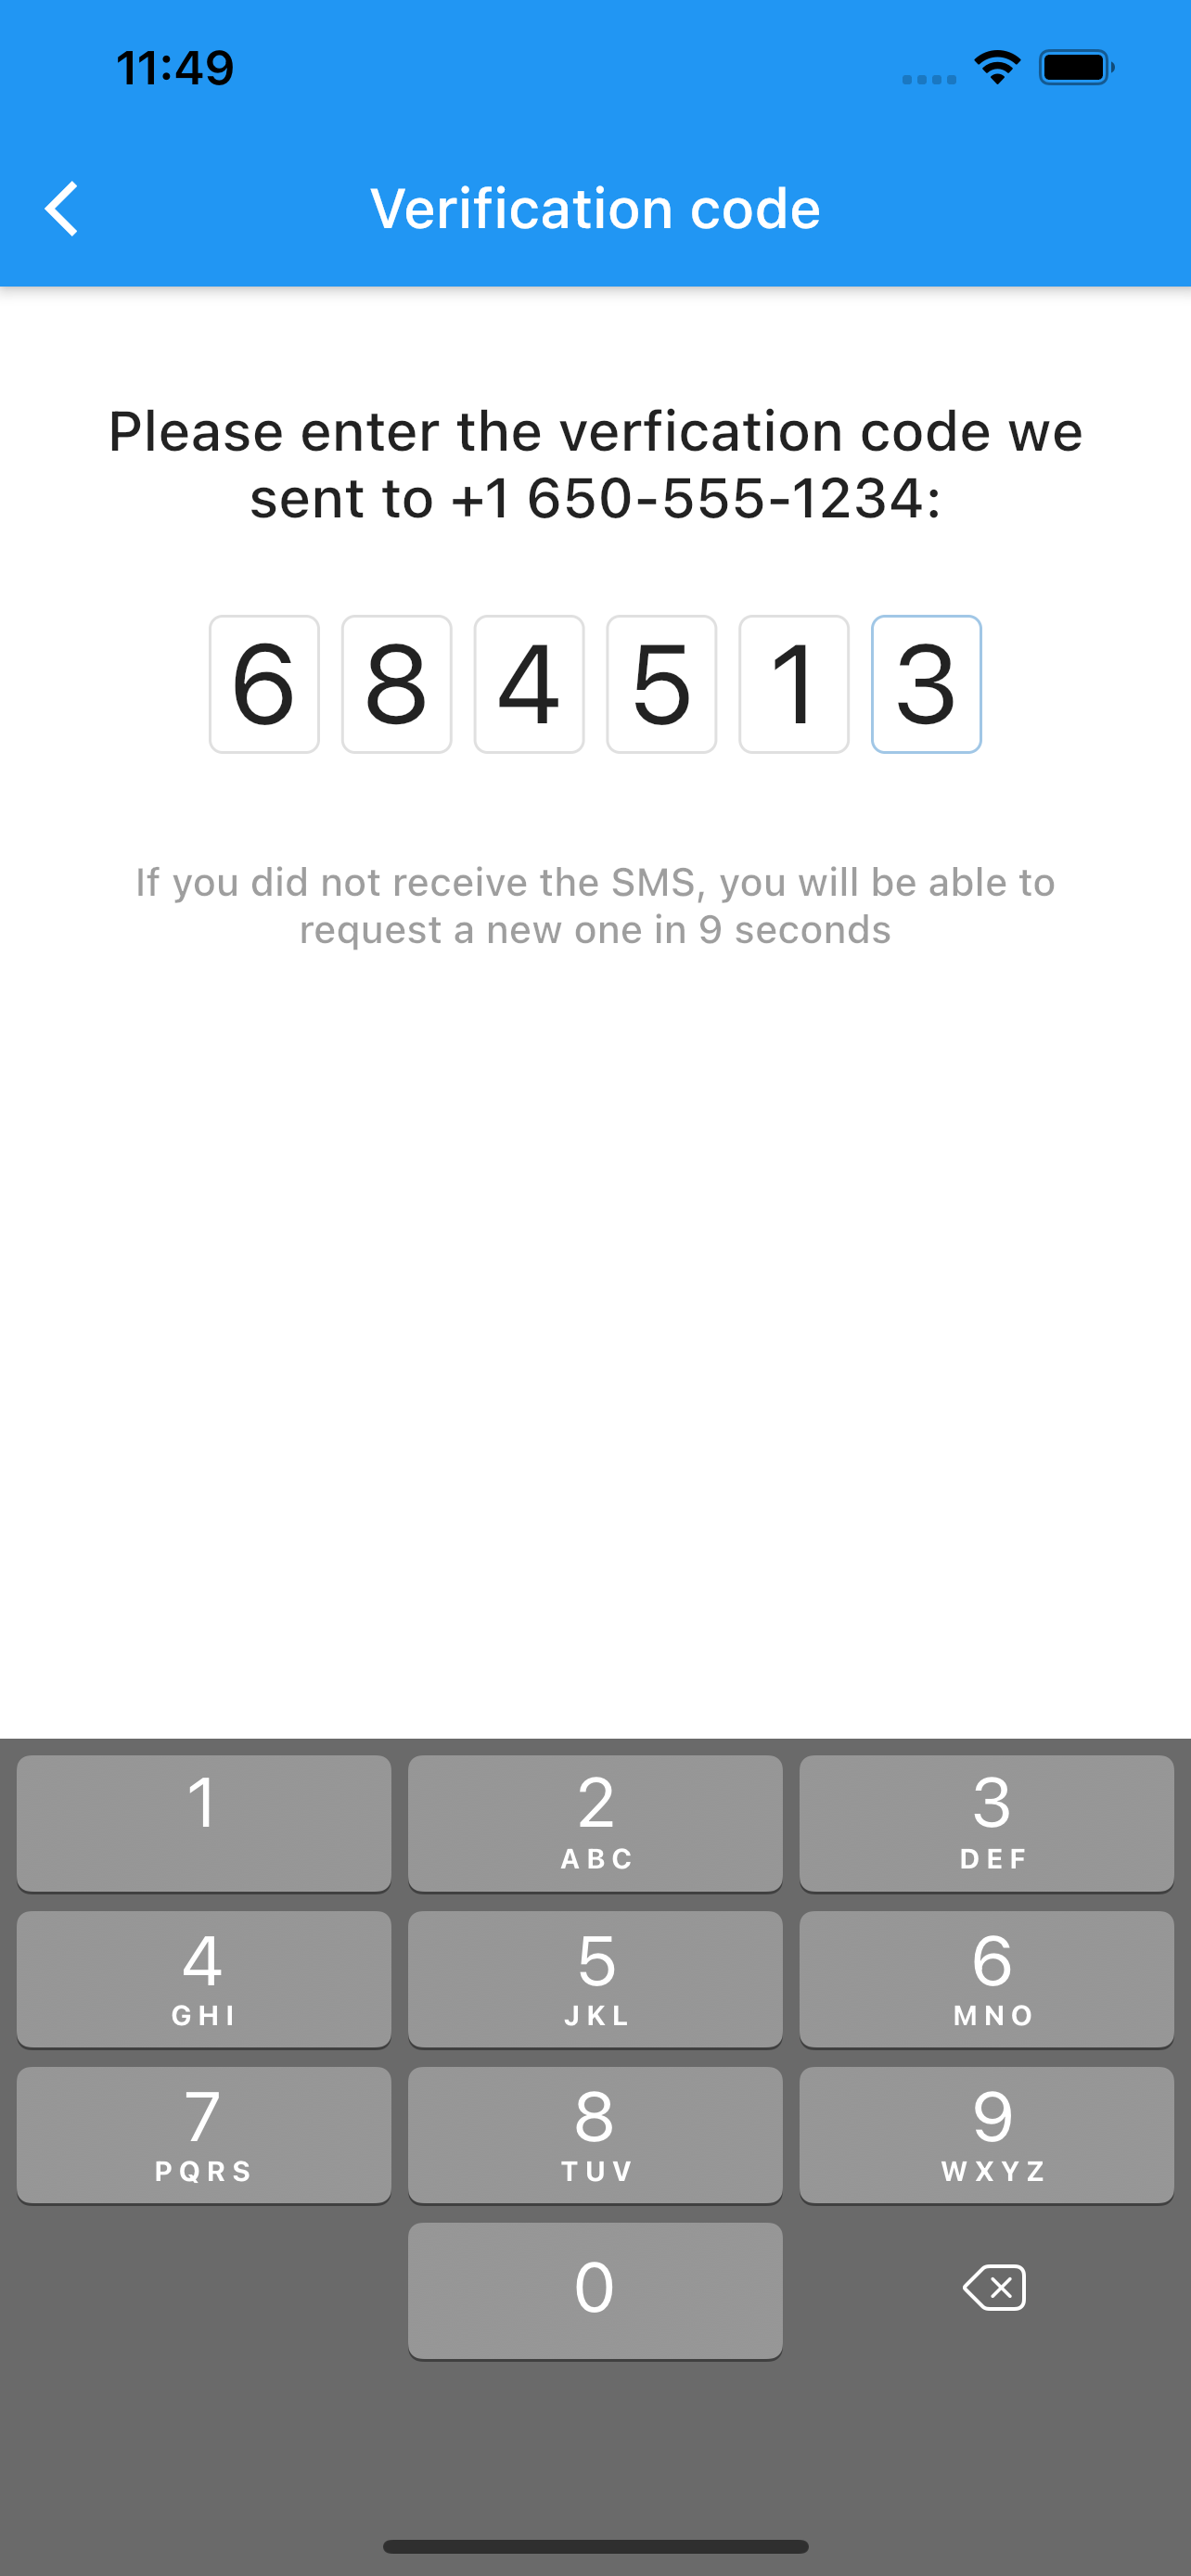 11:49
Verification code
Please enter the verfication code we
sent to +1 650-555-1234:
6 8 4 5 1 3
If you did not receive the SMS, you will be able to
request a new one in 9 seconds
1 2 3
ABC DEF
4 5 6
GHI JKL MNO
7 8 9
PQRS TUV WXYZ
0